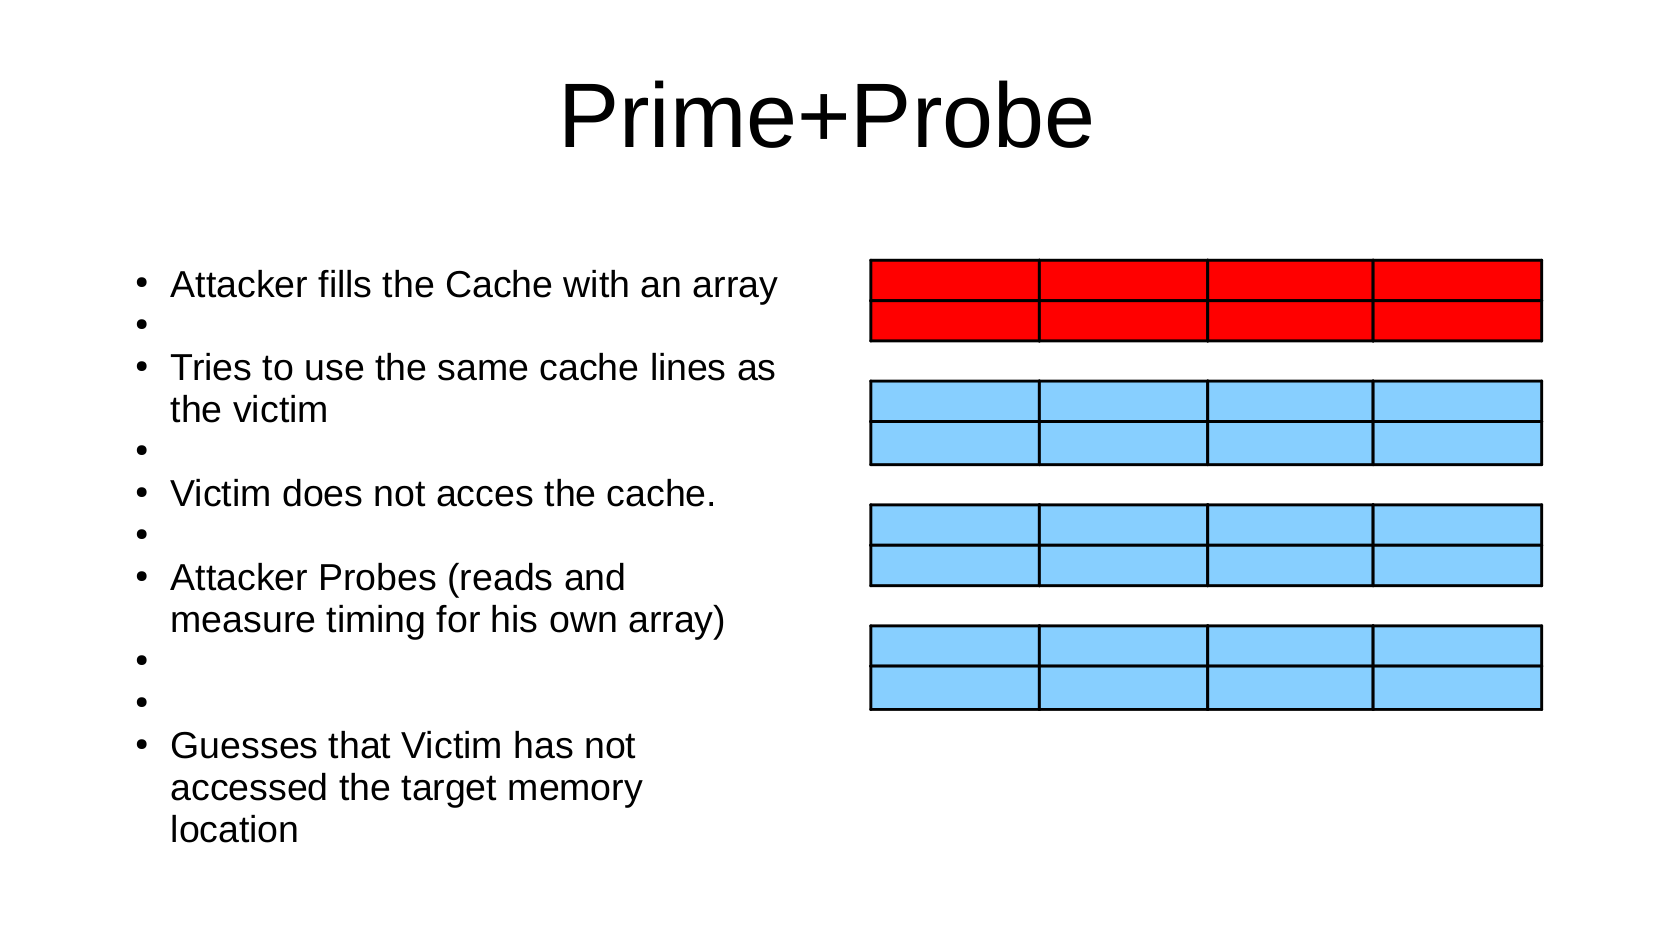 Prime+Probe
• Attacker fills the Cache with an array
•
• Tries to use the same cache lines as
the victim
•
• Victim does not acces the cache.
•
• Attacker Probes (reads and
measure timing for his own array)
•
•
• Guesses that Victim has not
accessed the target memory
location